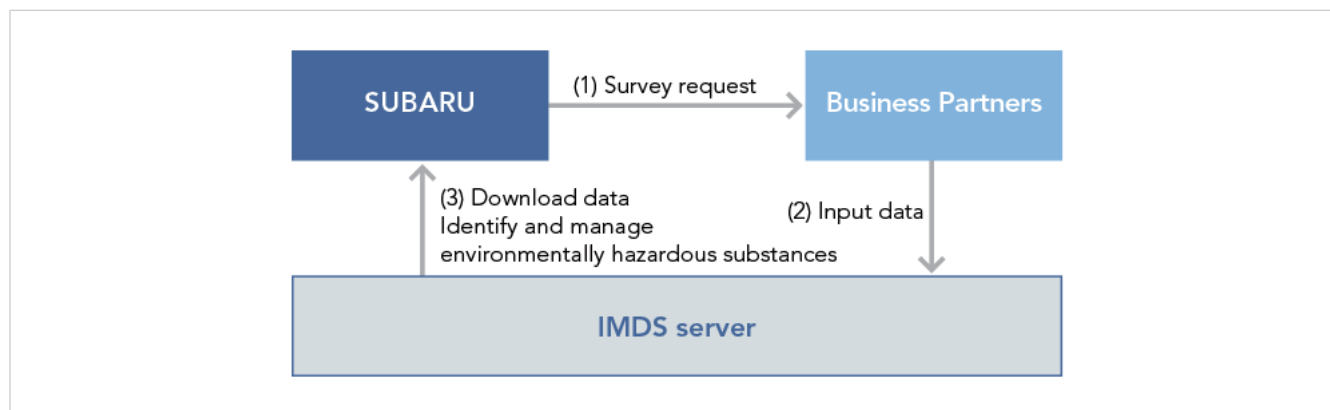 SUBARU
(1) Survey request
Business Partners
(3) Download data
Identify and manage
environmentally hazardous substances
(2) Input data
IMDS server